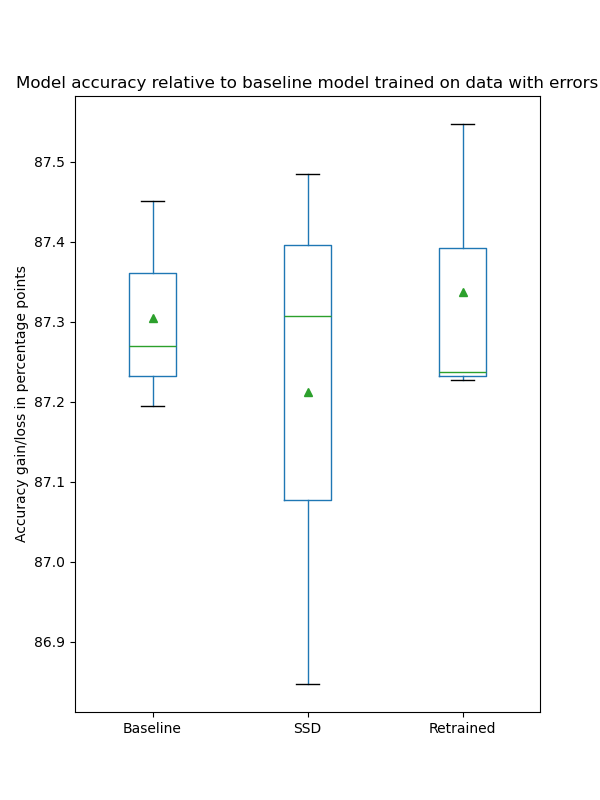 Model accuracy relative to baseline model trained on data with errors
Accuracy gain/loss in percentage points
87.5
87.4
87.3
87.2
87.1
87.0
86.9
Baseline SSD Retrained